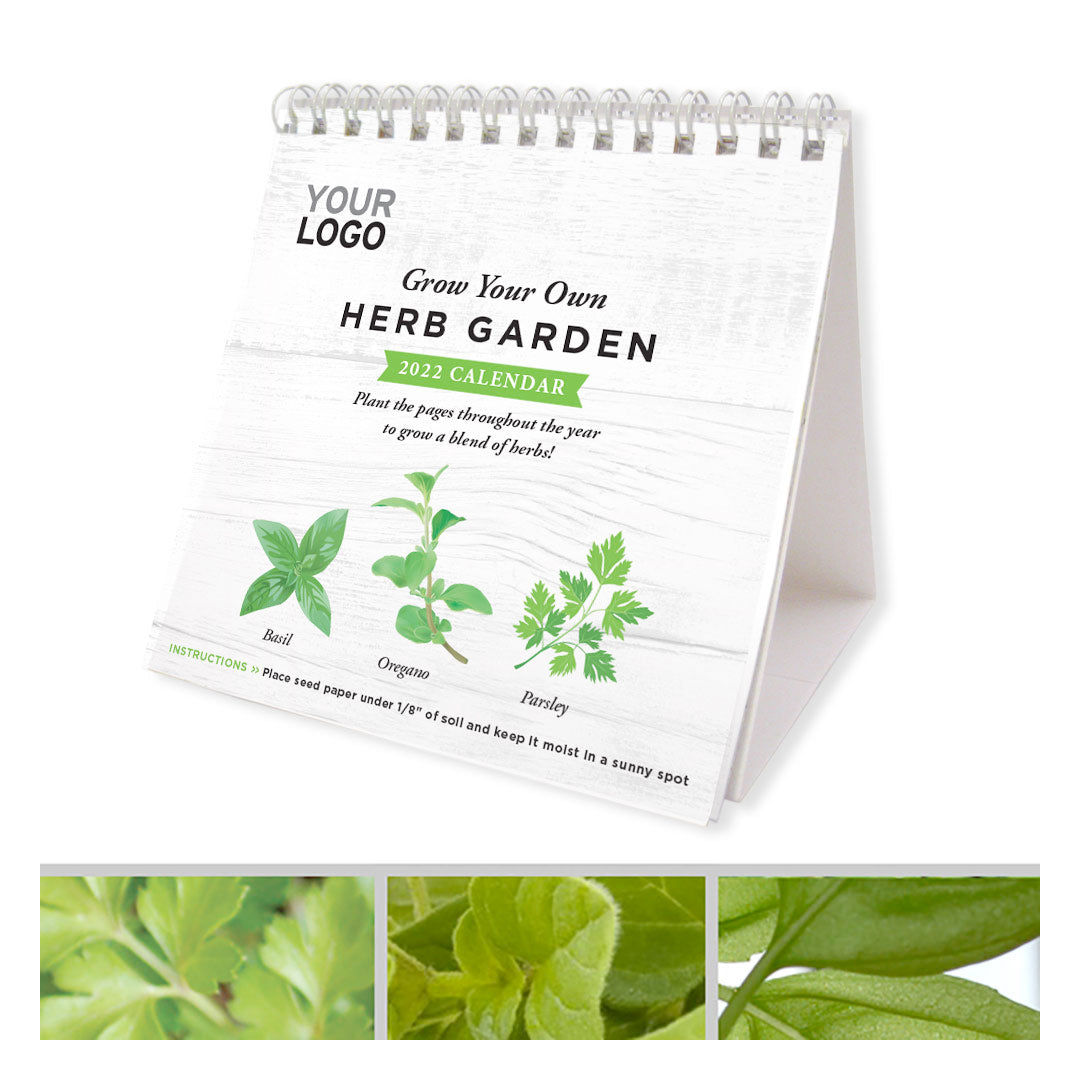 YOUR
LOGO
Grow Your Own
HERB GARDEN
2022 CALENDAR
Plant the pages throughout the year
to grow a blend of herbs!
Basil
Oregano
Parsley
INSTRUCTIONS » Place seed paper under 1/8" of soil and keep it moist in a sunny spot